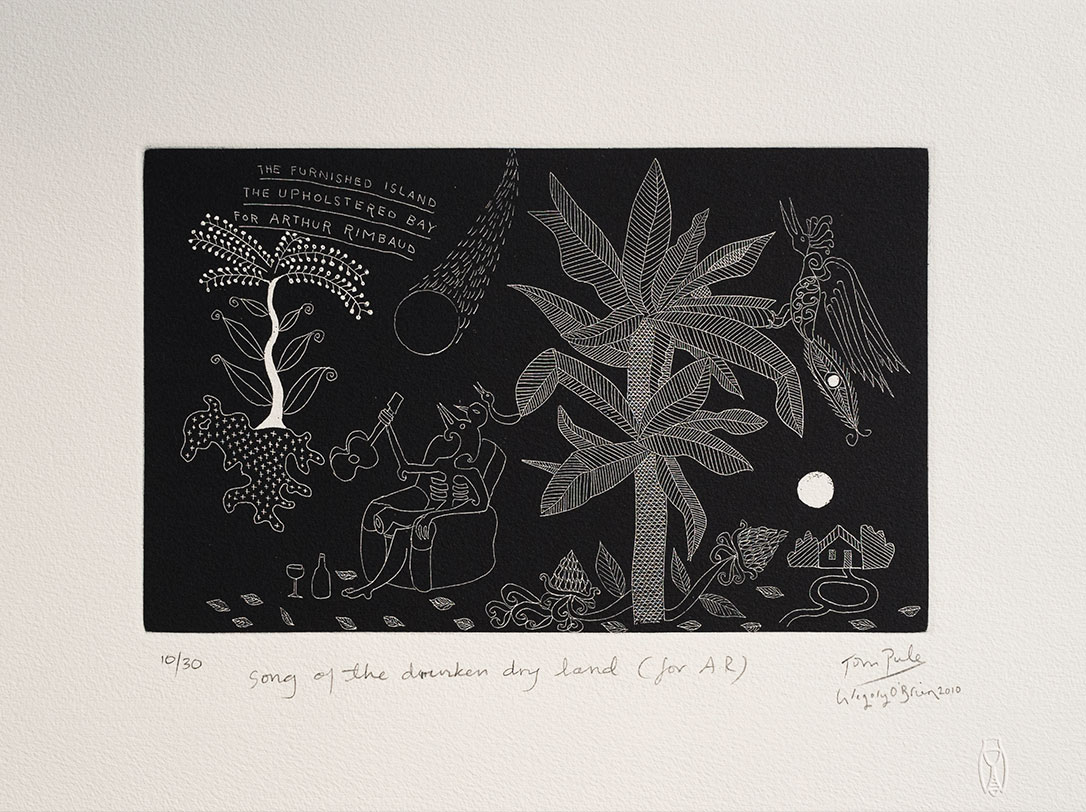 THE FURNISHED ISLAND
THE UPHOLSTERED BAY
FOR ARTHUR RIMBAUD
10/30
song of the drunken dry land (for AR)
Tom Pule
Gregory O'Brien 2010